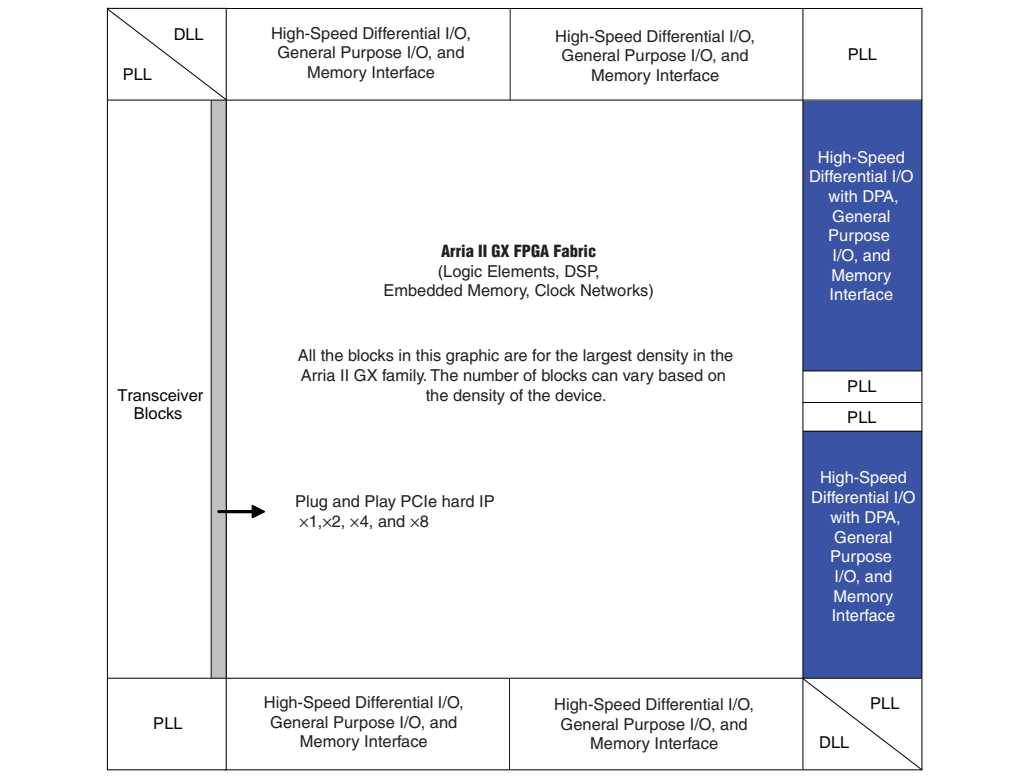 DLL
PLL
High-Speed Differential I/O,
General Purpose I/O, and
Memory Interface
High-Speed Differential I/O,
General Purpose I/O, and
Memory Interface
PLL
Transceiver
Blocks
Arria II GX FPGA Fabric
(Logic Elements, DSP,
Embedded Memory, Clock Networks)
All the blocks in this graphic are for the largest density in the
Arria II GX family. The number of blocks can vary based on
the density of the device.
Plug and Play PCIe hard IP
×1,×2, ×4, and ×8
High-Speed
Differential I/O
with DPA,
General
Purpose
I/O, and
Memory
Interface
PLL
PLL
High-Speed
Differential I/O
with DPA,
General
Purpose
I/O, and
Memory
Interface
PLL
High-Speed Differential I/O,
General Purpose I/O, and
Memory Interface
High-Speed Differential I/O,
General Purpose I/O, and
Memory Interface
PLL
DLL